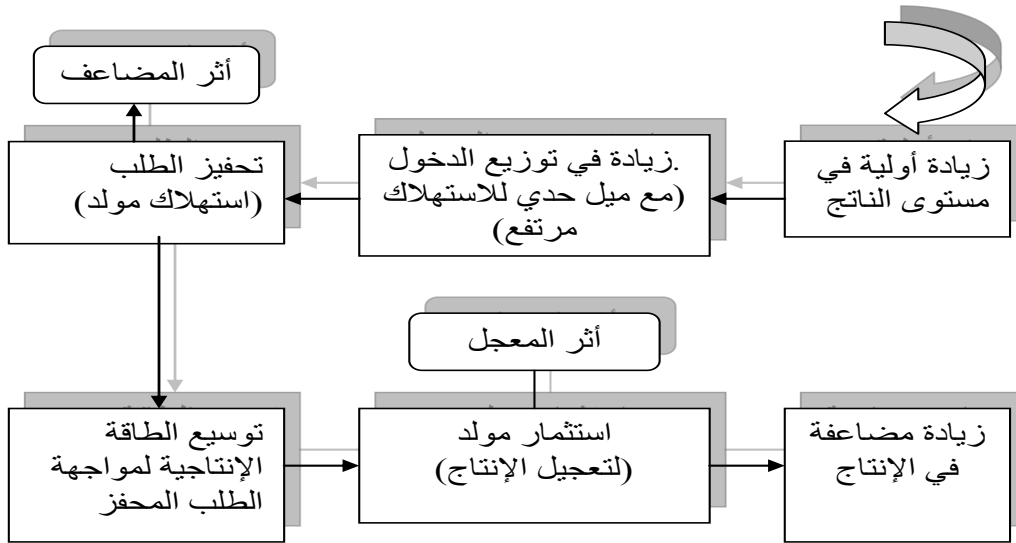 أثر المضاعف
زيادة أولية في
مستوى الناتج
.زيادة في توزيع الدخول
(مع ميل حدي للاستهلاك
مرتفع)
تحفيز الطلب
(استهلاك مولد)
أثر المعجل
توسيع الطاقة
الإنتاجية لمواجهة
الطلب المحفز
استثمار مولد
(لتعجيل الإنتاج)
زيادة مضاعفة
في الإنتاج